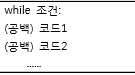 while 조건:
(공백) 코드1
(공백) 코드2
......